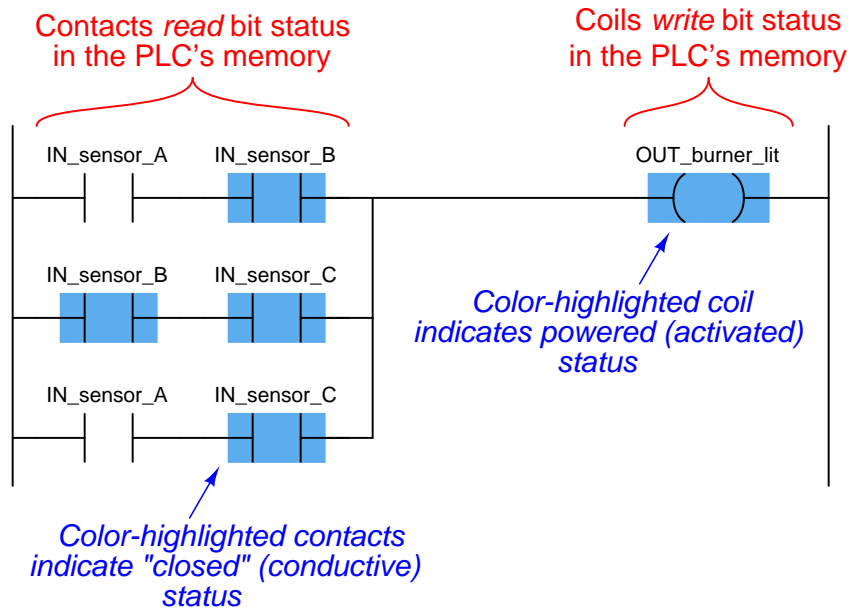 Contacts read bit status
in the PLC’s memory
Coils write bit status
in the PLC’s memory
IN_sensor_A
IN_sensor_B
OUT_burner_lit
IN_sensor_B
IN_sensor_C
Color-highlighted coil
indicates powered (activated)
status
IN_sensor_A
IN_sensor_C
Color-highlighted contacts
indicate "closed" (conductive)
status